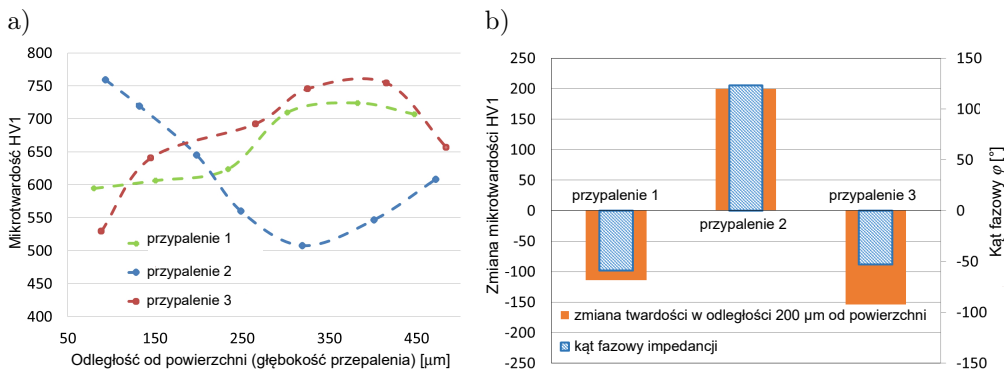 a)
Mikrotwardość HV1
800
750
700
650
600
550
500
450
400
przypalenie 1
przypalenie 2
przypalenie 3
50
150
250
350
450
Odległość od powierzchni (głębokość przepalenia) [μm]
b)
Zmiana mikrotwardości HV1
250
200
150
100
50
0
-50
-100
-150
-200
-250
przypalenie 1
przypalenie 2
przypalenie 3
zmiana twardości w odległości 200 μm od powierzchni
kąt fazowy impedancji
150
100
50
0
-50
-100
-150
Kąt fazowy φ [°]